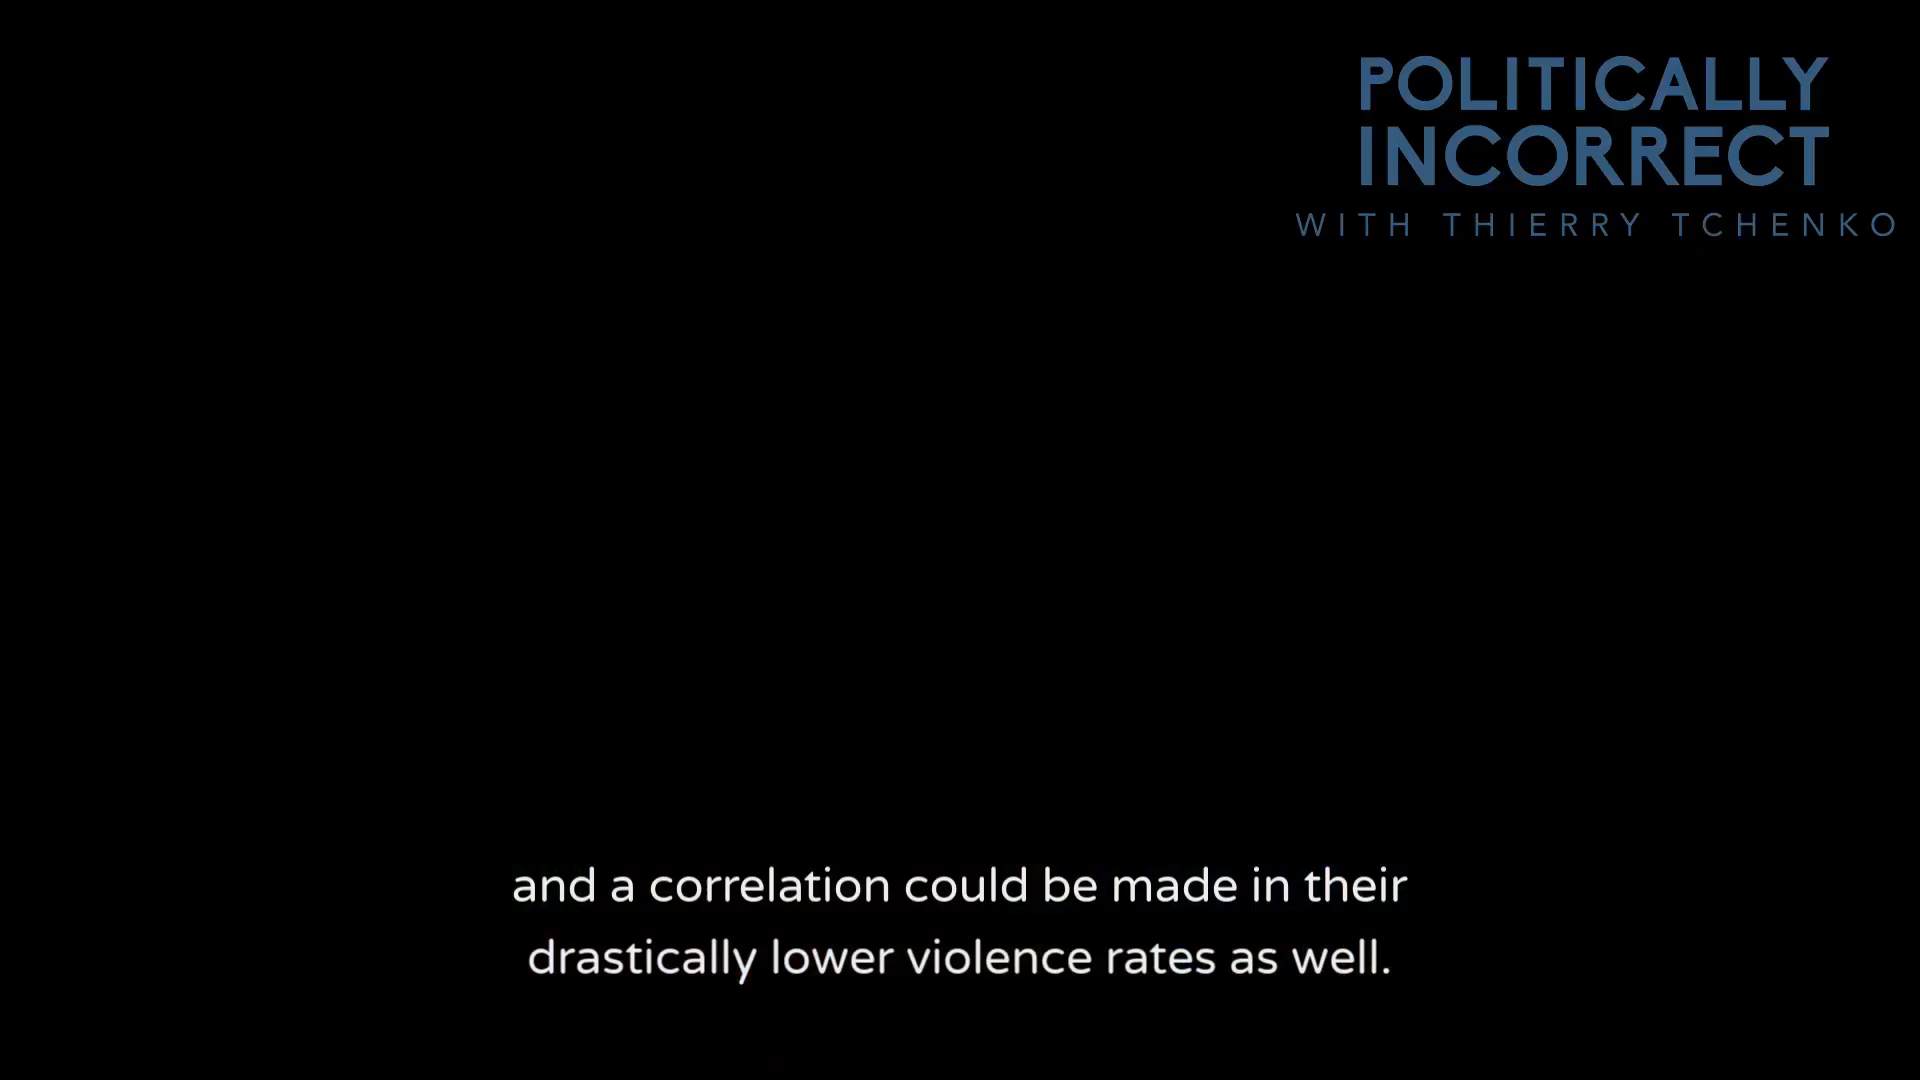 POLITICALLY
INCORRECT
WITH THIERRY TCHENKO
and a correlation could be made in their
drastically lower violence rates as well.